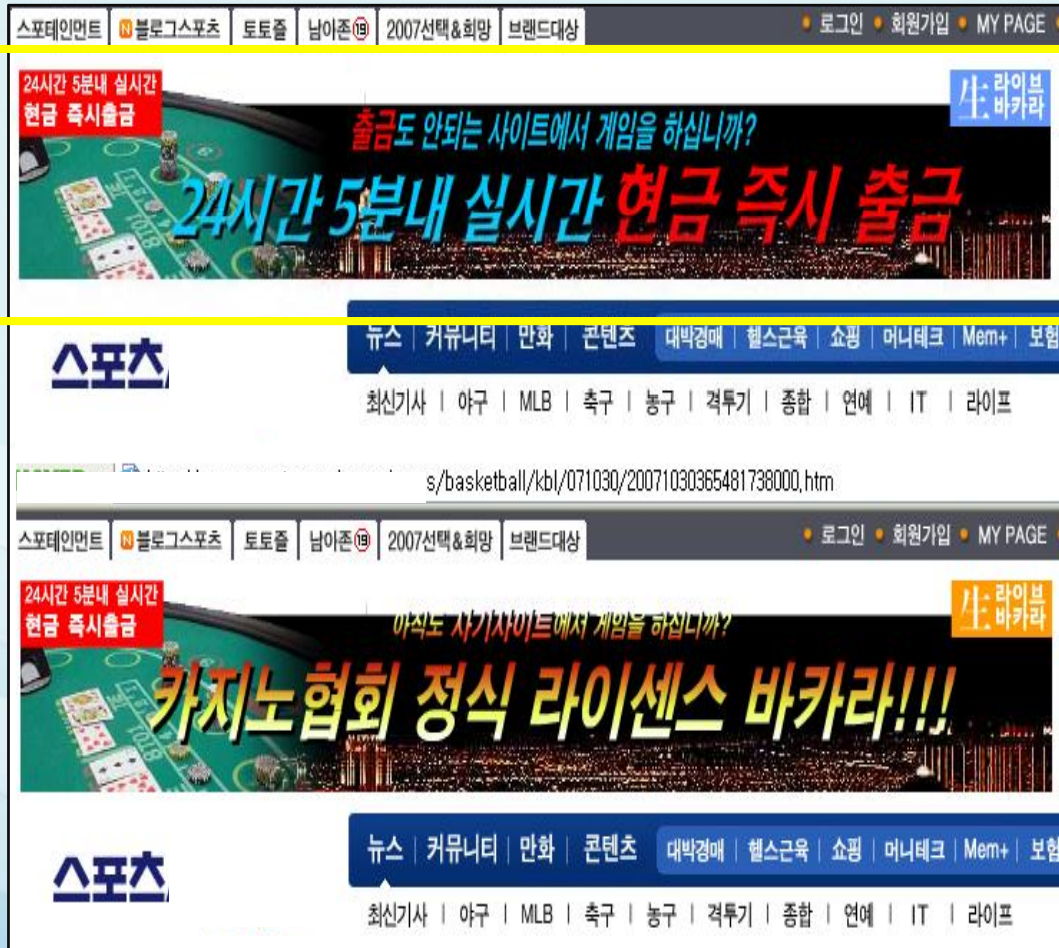 스포테인먼트 N 블로그스포츠 토토즐 남아존19 2007선택&희망 브랜드대상 로그인 회원가입 MY PAGE
24시간 5분내 실시간
현금 즉시출금
生 라이브
바카라
출금도 안되는 사이트에서 게임을 하십니까?
24시간 5분내 실시간 현금 즉시 출금
뉴스 | 커뮤니티 | 만화 | 콘텐츠 대박경매 | 헬스근육 | 쇼핑 | 머니테크 | Mem+ | 보험
스포츠
최신기사 | 야구 | MLB | 축구 | 농구 | 격투기 | 종합 | 연예 | IT | 라이프
s/basketball/kbl/071030/20071030365481738000,htm
스포테인먼트 N 블로그스포츠 토토즐 남아존19 2007선택&희망 브랜드대상 로그인 회원가입 MY PAGE
24시간 5분내 실시간
현금 즉시출금
生 라이브
바카라
아직도 사기사이트에서 게임을 하십니까?
카지노협회 정식 라이센스 바카라!!!
뉴스 | 커뮤니티 | 만화 | 콘텐츠 대박경매 | 헬스근육 | 쇼핑 | 머니테크 | Mem+ | 보험
스포츠
최신기사 | 야구 | MLB | 축구 | 농구 | 격투기 | 종합 | 연예 | IT | 라이프